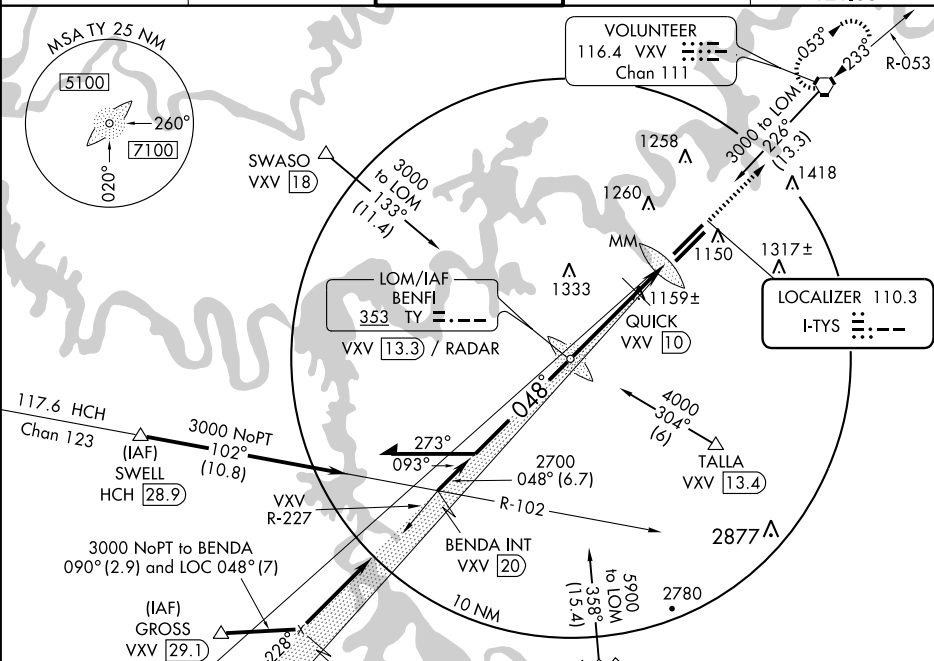 MSA TY 25 NM
5100
260°
7100
020°
VOLUNTEER
116.4 VXV
Chan 111
053°
233°
R-053
3000 to LOM
226°
(13.3)
1258
1418
1260
SWASO
VXV 18
3000
to LOM
133°
(11.4)
MM
1150
1317±
1333
LOM/IAF
BENFI
353 TY
VXV 13.3 / RADAR
1159±
QUICK
VXV 10
LOCALIZER 110.3
I-TYS
048°
4000
304°
(6)
TALLA
VXV 13.4
117.6 HCH
Chan 123
(IAF)
SWELL
HCH 28.9
3000 NoPT
102°
(10.8)
273°
093°
2700
048° (6.7)
R-102
VXV
R-227
BENDA INT
VXV 20
2877
3000 NoPT to BENDA
090° (2.9) and LOC 048° (7)
(IAF)
GROSS
VXV 29.1
228°
10 NM
5900
to LOM
358°
(15.4)
2780